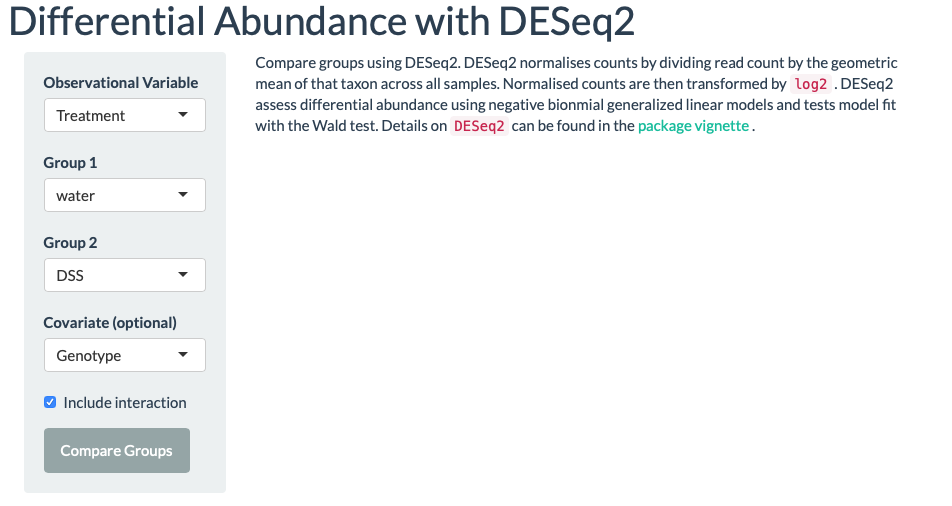 Differential Abundance with DESeq2
Observational Variable
Treatment
Group 1
water
Group 2
DSS
Covariate (optional)
Genotype
Include interaction
Compare Groups
Compare groups using DESeq2. DESeq2 normalises counts by dividing read count by the geometric
mean of that taxon across all samples. Normalised counts are then transformed by log2 . DESeq2
assess differential abundance using negative bionmial generalized linear models and tests model fit
with the Wald test. Details on DESeq2 can be found in the package vignette .